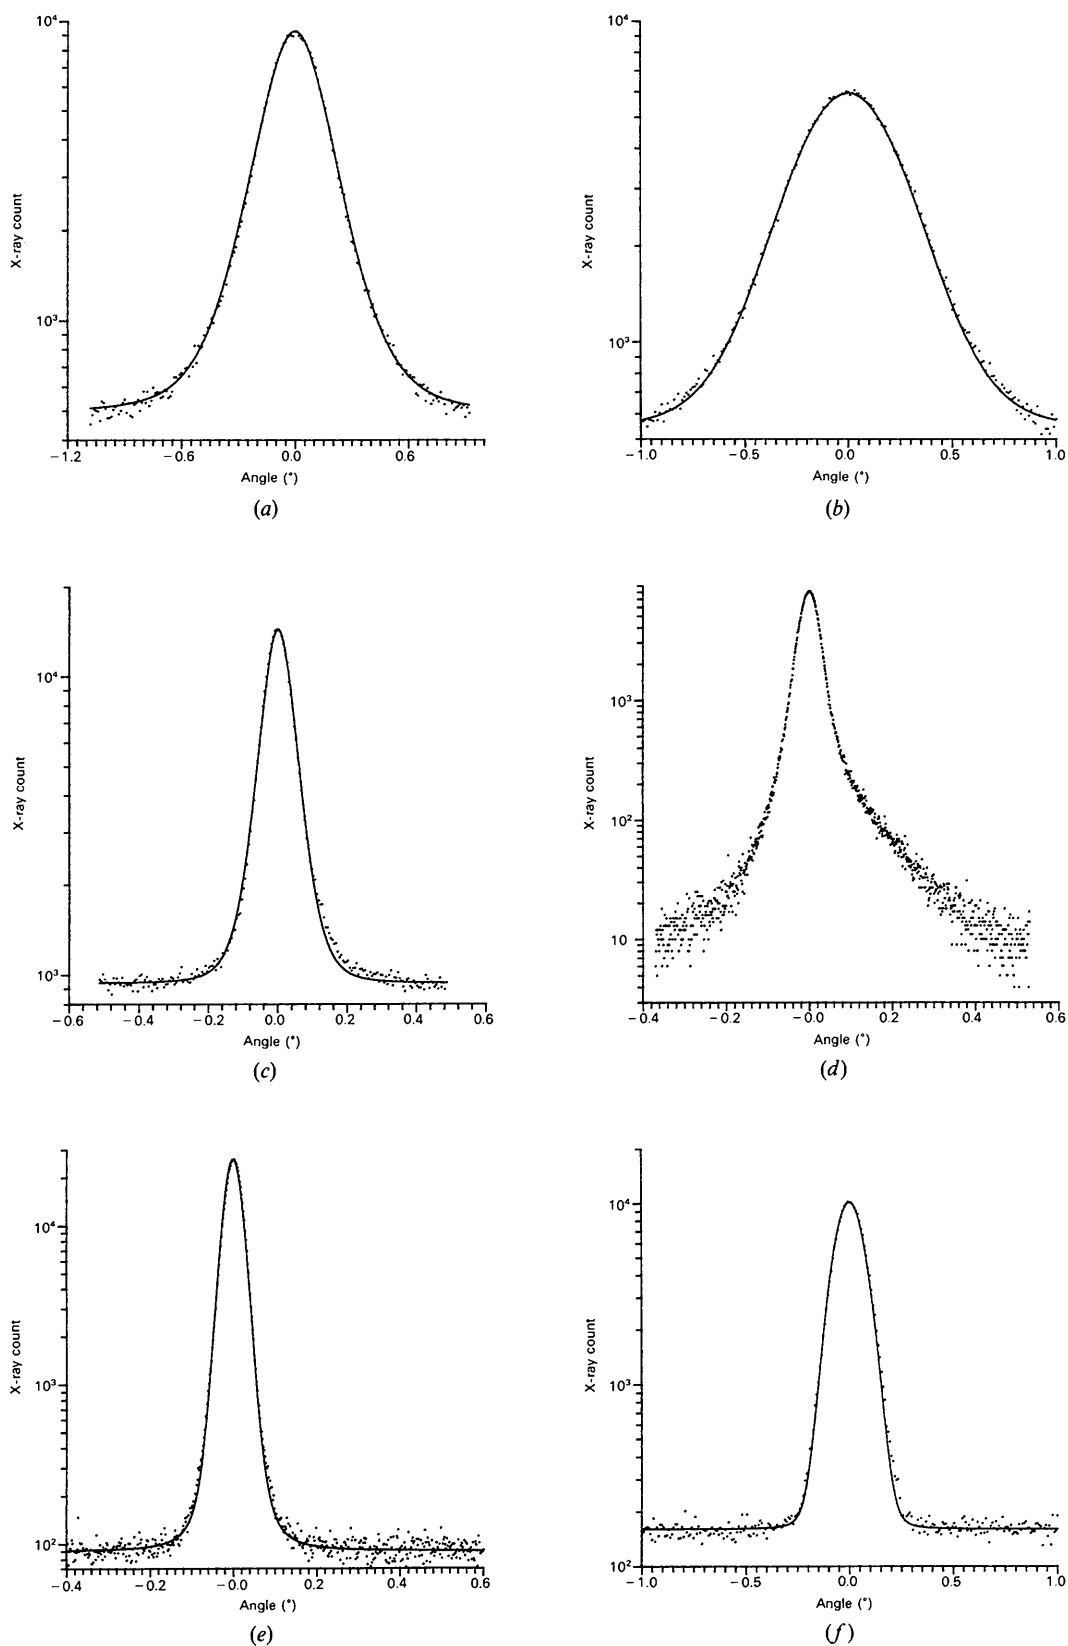 10⁴
X-ray count
10³
−1.2 −0.6 0.0 0.6
Angle (°)
(a)
10⁴
X-ray count
10³
−1.0 −0.5 0.0 0.5 1.0
Angle (°)
(b)
10⁴
X-ray count
10³
−0.6 −0.4 −0.2 0.0 0.2 0.4 0.6
Angle (°)
(c)
10³
X-ray count
10²
10
−0.4 −0.2 −0.0 0.2 0.4 0.6
Angle (°)
(d)
10⁴
X-ray count
10³
10²
−0.4 −0.2 −0.0 0.2 0.4 0.6
Angle (°)
(e)
10⁴
X-ray count
10³
10²
−1.0 −0.5 0.0 0.5 1.0
Angle (°)
(f)